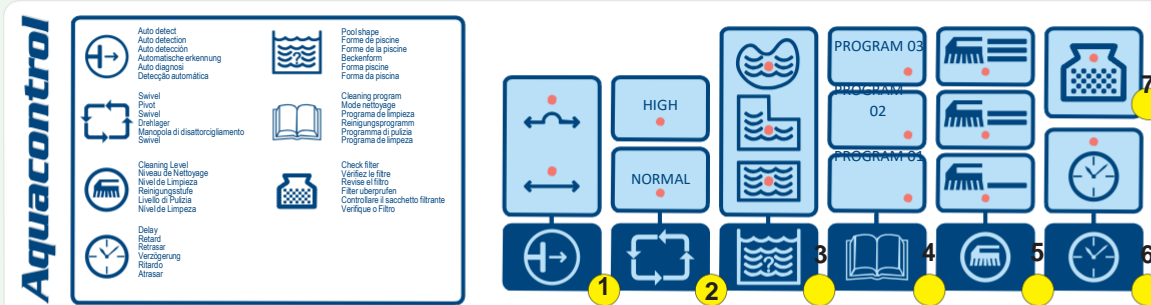 Aquacontrol
Auto detect
Auto detection
Auto detección
Automatische erkennung
Auto diagnosi
Detecção automática
Swivel
Pivot
Swivel
Drehlager
Manopola di disattorcigliamento
Swivel
Cleaning Level
Niveau de Nettoyage
Nivel de Limpieza
Reinigungsstufe
Livello di Pulizia
Nível de Limpeza
Delay
Retard
Retrasar
Verzögerung
Ritardo
Atrasar
Pool shape
Forme de piscine
Forme de la piscine
Beckenform
Forma piscine
Forma da piscina
Cleaning program
Mode nettoyage
Programa de limpieza
Reinigungsprogramm
Programma di pulizia
Programa de limpeza
Check filter
Vérifiez le filtre
Revise el filtro
Filter uberprufen
Controllare il sacchetto filtrante
Verifique o Filtro
HIGH
NORMAL
PROGRAM 03
PROGRAM
02
PROGRAM 01
?
?
1
2
3
4
5
6
7